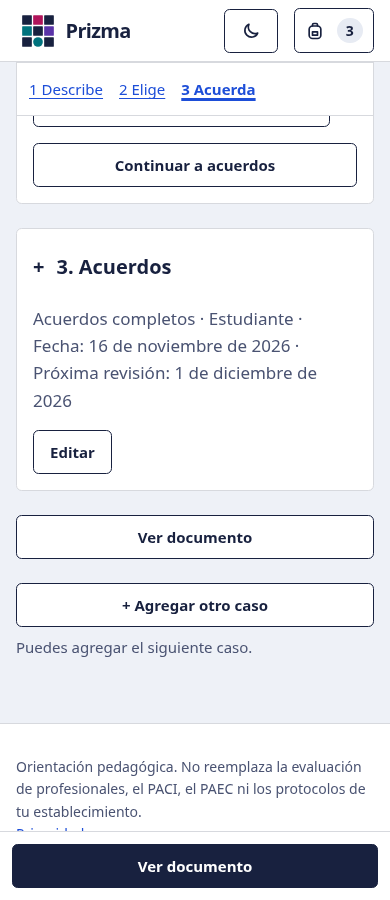 Prizma
3
1 Describe 2 Elige 3 Acuerda
Continuar a acuerdos
+ 3. Acuerdos
Acuerdos completos · Estudiante ·
Fecha: 16 de noviembre de 2026 ·
Próxima revisión: 1 de diciembre de
2026
Editar
Ver documento
+ Agregar otro caso
Puedes agregar el siguiente caso.
Orientación pedagógica. No reemplaza la evaluación
de profesionales, el PACI, el PAEC ni los protocolos de
tu establecimiento.
Ver documento